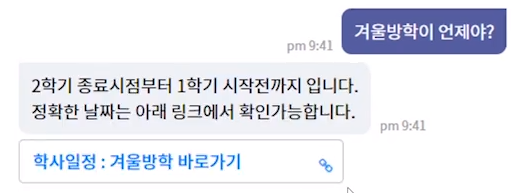 겨울방학이 언제야?
pm 9:41
2학기 종료시점부터 1학기 시작전까지 입니다.
정확한 날짜는 아래 링크에서 확인가능합니다.
pm 9:41
학사일정 : 겨울방학 바로가기